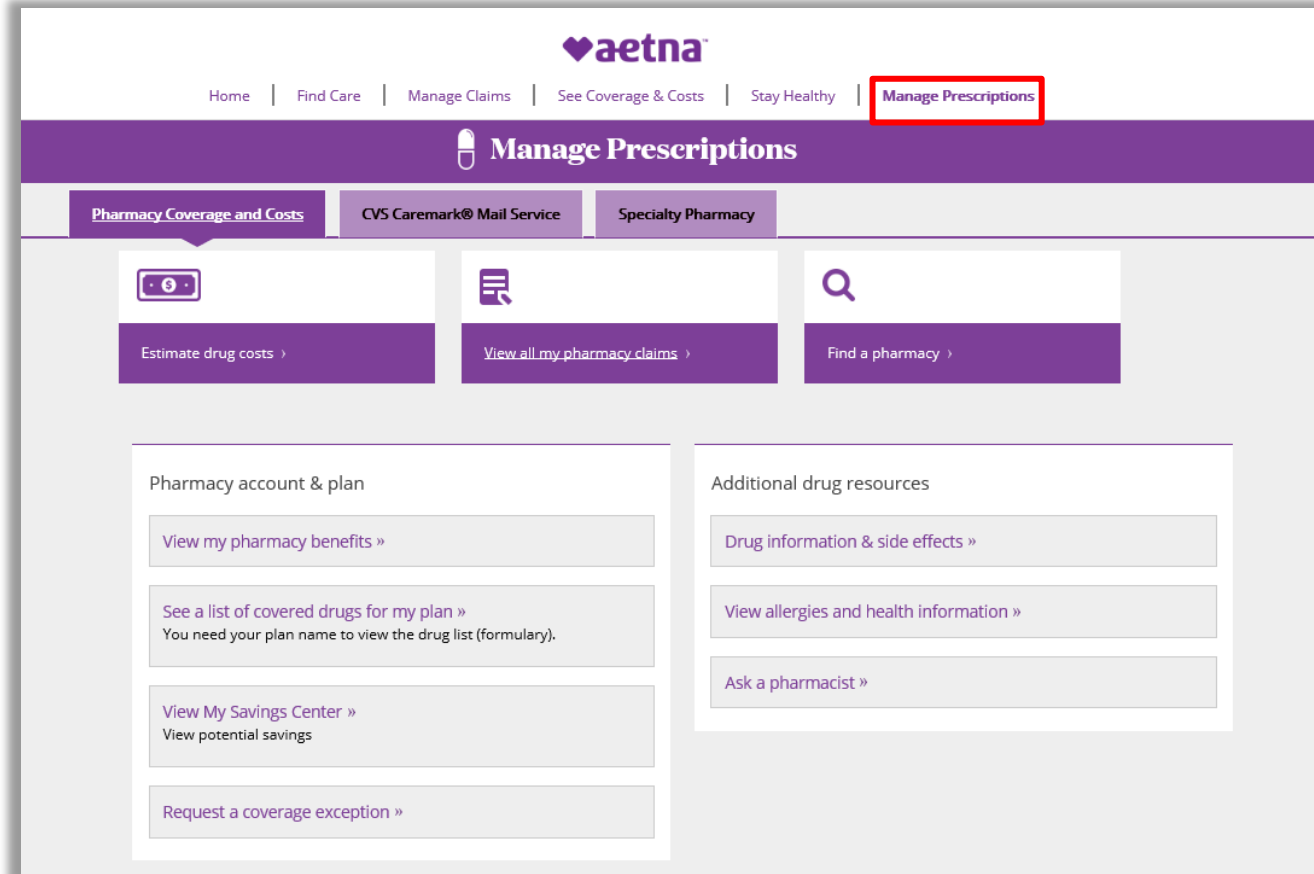 aetna™
Home | Find Care | Manage Claims | See Coverage & Costs | Stay Healthy | Manage Prescriptions
Manage Prescriptions
Pharmacy Coverage and Costs CVS Caremark® Mail Service Specialty Pharmacy
$
Estimate drug costs › View all my pharmacy claims › Find a pharmacy ›
Pharmacy account & plan
View my pharmacy benefits »
See a list of covered drugs for my plan »
You need your plan name to view the drug list (formulary).
View My Savings Center »
View potential savings
Request a coverage exception »
Additional drug resources
Drug information & side effects »
View allergies and health information »
Ask a pharmacist »